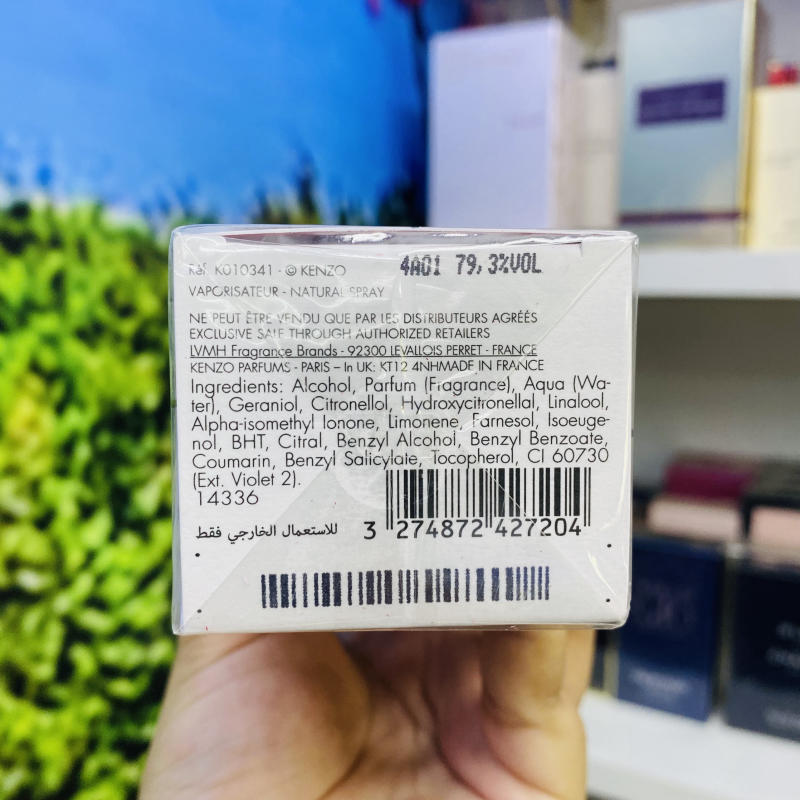 Réf. K010341 - © KENZO 4A01 79,3%VOL
VAPORISATEUR - NATURAL SPRAY
NE PEUT ÊTRE VENDU QUE PAR LES DISTRIBUTEURS AGRÉÉS
EXCLUSIVE SALE THROUGH AUTHORIZED RETAILERS
LVMH Fragrance Brands - 92300 LEVALLOIS PERRET - FRANCE
KENZO PARFUMS - PARIS – In UK: KT12 4NHMADE IN FRANCE
Ingredients: Alcohol, Parfum (Fragrance), Aqua (Wa-
ter), Geraniol, Citronellol, Hydroxycitronellal, Linalool,
Alpha-isomethyl Ionone, Limonene, Farnesol, Isoeuge-
nol, BHT, Citral, Benzyl Alcohol, Benzyl Benzoate,
Coumarin, Benzyl Salicylate, Tocopherol, CI 60730
(Ext. Violet 2).
14336
للاستعمال الخارجي فقط
3 274872 427204